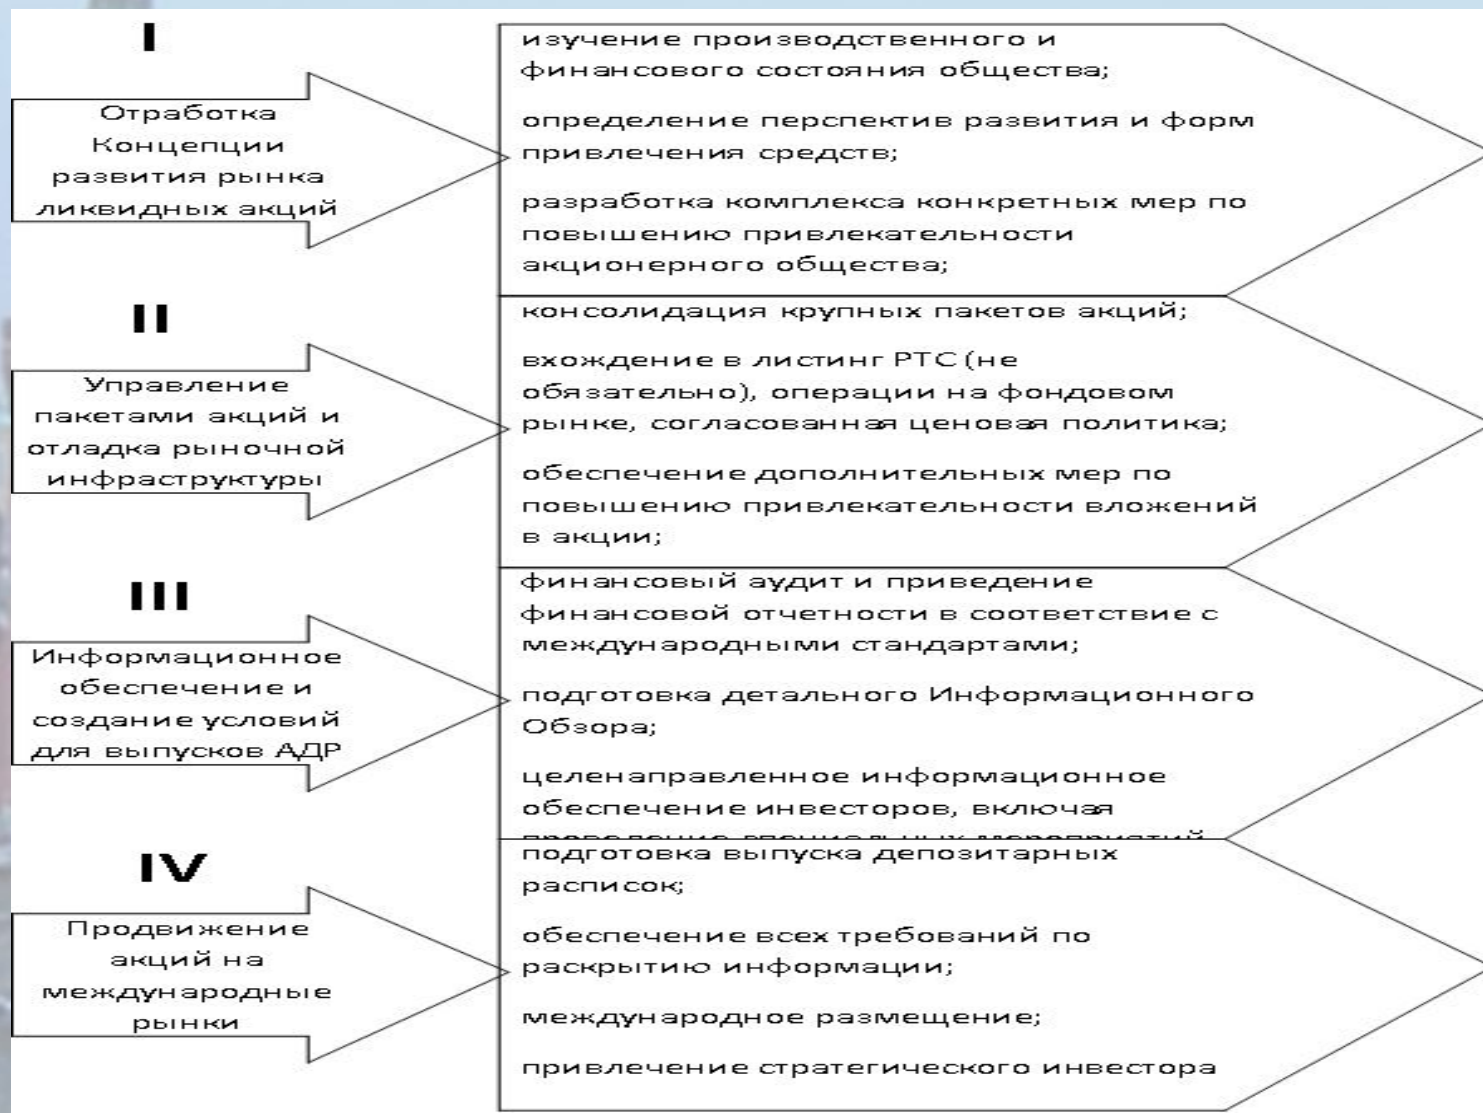 I
Отработка
Концепции
развития рынка
ликвидных акций
изучение производственного и
финансового состояния общества;
определение перспектив развития и форм
привлечения средств;
разработка комплекса конкретных мер по
повышению привлекательности
акционерного общества;
II
Управление
пакетами акций и
отладка рыночной
инфраструктуры
консолидация крупных пакетов акций;
вхождение в листинг РТС (не
обязательно), операции на фондовом
рынке, согласованная ценовая политика;
обеспечение дополнительных мер по
повышению привлекательности вложений
в акции;
III
Информационное
обеспечение и
создание условий
для выпусков АДР
финансовый аудит и приведение
финансовой отчетности в соответствие с
международными стандартами;
подготовка детального Информационного
Обзора;
целенаправленное информационное
обеспечение инвесторов, включая
IV
Продвижение
акций на
международные
рынки
подготовка выпуска депозитарных
расписок;
обеспечение всех требований по
раскрытию информации;
международное размещение;
привлечение стратегического инвестора